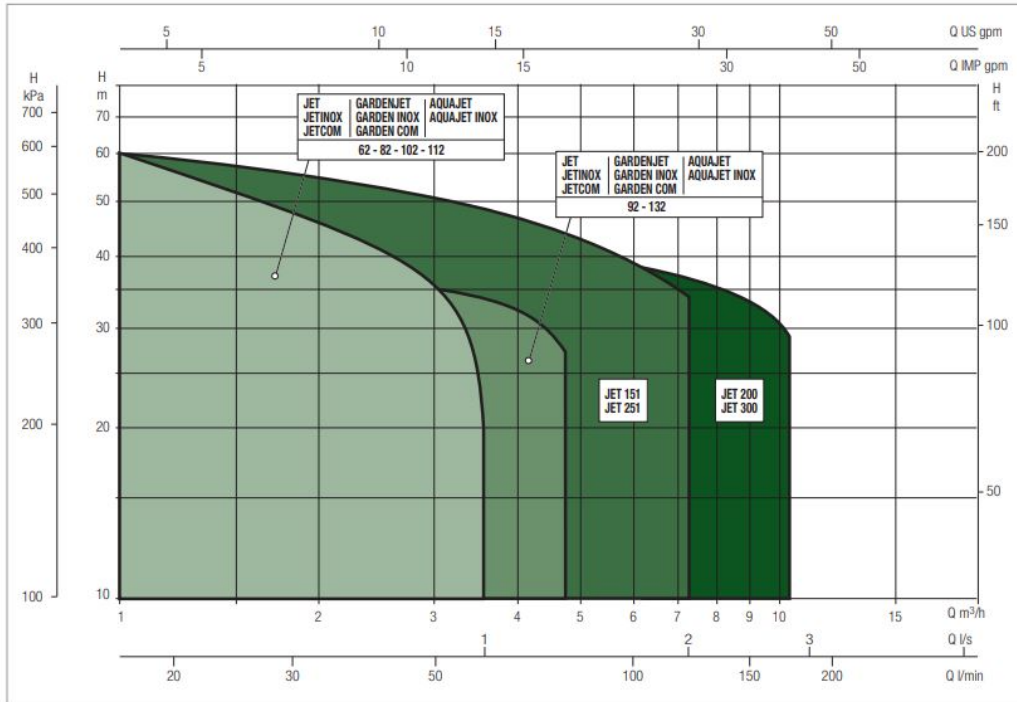 5 10 15 30 50 Q US gpm
5 10 15 30 50 Q IMP gpm
H kPa
H m
H ft
700
600
500
400
300
200
100
70
60
50
40
30
20
10
200
150
100
50
JET GARDENJET AQUAJET
JETINOX GARDEN INOX AQUAJET INOX
JETCOM GARDEN COM
62 - 82 - 102 - 112
JET GARDENJET AQUAJET
JETINOX GARDEN INOX AQUAJET INOX
JETCOM GARDEN COM
92 - 132
JET 151
JET 251
JET 200
JET 300
1 2 3 4 5 6 7 8 9 10 15 Q m³/h
1 2 3 Q l/s
20 30 50 100 150 200 Q l/min